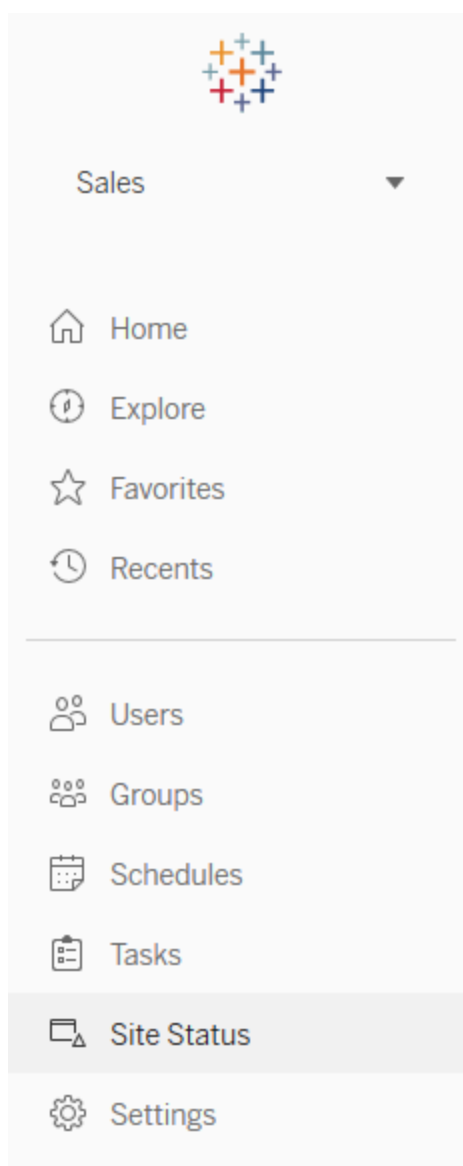 Sales
Home
Explore
Favorites
Recents
Users
Groups
Schedules
Tasks
Site Status
Settings